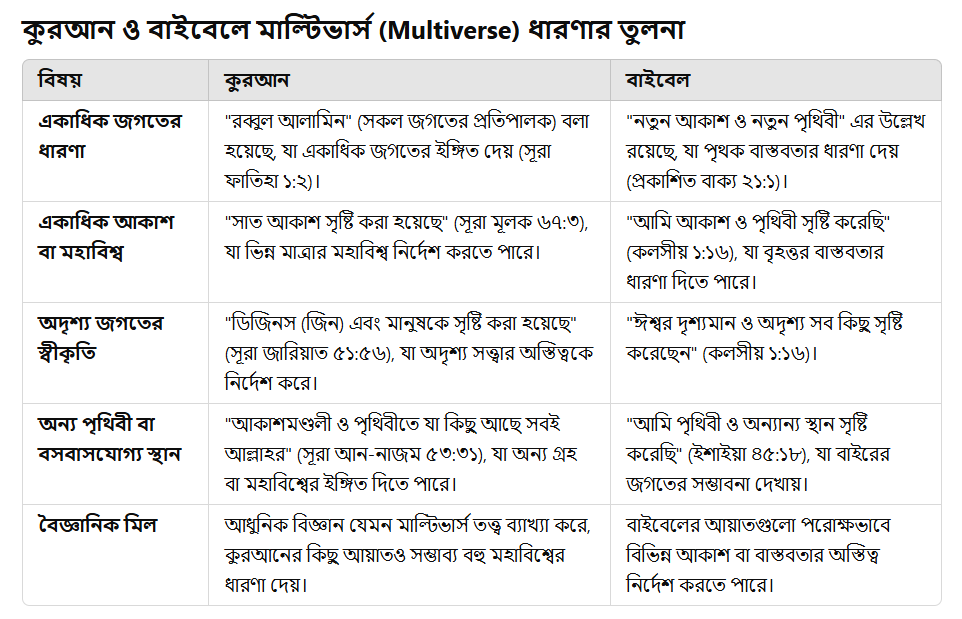 কুরআন ও বাইবেলে মাল্টিভার্স (Multiverse) ধারণার তুলনা
বিষয়
কুরআন
বাইবেল
একাধিক জগতের
ধারণা
"রব্বুল আলামিন" (সকল জগতের প্রতিপালক) বলা
হয়েছে, যা একাধিক জগতের ইঙ্গিত দেয় (সূরা
ফাতিহা ১:২)।
"নতুন আকাশ ও নতুন পৃথিবী" এর উল্লেখ
রয়েছে, যা পৃথক বাস্তবতার ধারণা দেয়
(প্রকাশিত বাক্য ২১:১)।
একাধিক আকাশ
বা মহাবিশ্ব
"সাত আকাশ সৃষ্টি করা হয়েছে" (সূরা মূলক ৬৭:৩),
যা ভিন্ন মাত্রার মহাবিশ্ব নির্দেশ করতে পারে।
"আমি আকাশ ও পৃথিবী সৃষ্টি করেছি"
(কলসীয় ১:১৬), যা বৃহত্তর বাস্তবতার
ধারণা দিতে পারে।
অদৃশ্য জগতের
স্বীকৃতি
"ডিজিনস (জিন) এবং মানুষকে সৃষ্টি করা হয়েছে"
(সূরা জারিয়াত ৫১:৫৬), যা অদৃশ্য সত্ত্বার অস্তিত্বকে
নির্দেশ করে।
"ঈশ্বর দৃশ্যমান ও অদৃশ্য সব কিছু সৃষ্টি
করেছেন" (কলসীয় ১:১৬)।
অন্য পৃথিবী বা
বসবাসযোগ্য স্থান
"আকাশমণ্ডলী ও পৃথিবীতে যা কিছু আছে সবই
আল্লাহর" (সূরা আন-নাজম ৫৩:৩১), যা অন্য গ্রহ
বা মহাবিশ্বের ইঙ্গিত দিতে পারে।
"আমি পৃথিবী ও অন্যান্য স্থান সৃষ্টি
করেছি" (ইশাইয়া ৪৫:১৮), যা বাইরের
জগতের সম্ভাবনা দেখায়।
বৈজ্ঞানিক মিল
আধুনিক বিজ্ঞান যেমন মাল্টিভার্স তত্ত্ব ব্যাখ্যা করে,
কুরআনের কিছু আয়াতও সম্ভাব্য বহু মহাবিশ্বের
ধারণা দেয়।
বাইবেলের আয়াতগুলো পরোক্ষভাবে
বিভিন্ন আকাশ বা বাস্তবতার অস্তিত্ব
নির্দেশ করতে পারে।